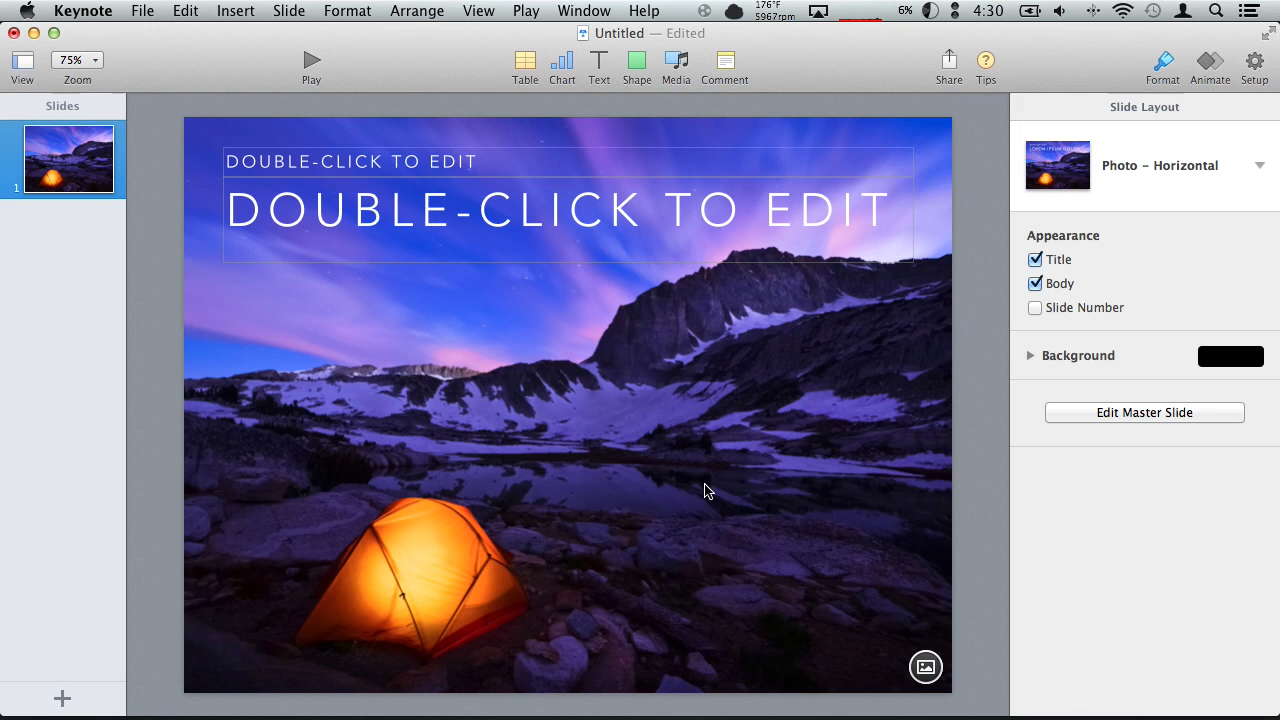 Keynote File Edit Insert Slide Format Arrange View Play Window Help 176°F 5967rpm 6% 4:30
Untitled — Edited
75%
View Zoom Play Table Chart Text Shape Media Comment Share Tips Format Animate Setup
Slides
Slide Layout
1
DOUBLE-CLICK TO EDIT
DOUBLE-CLICK TO EDIT
Photo – Horizontal
Appearance
Title
Body
Slide Number
Background
Edit Master Slide